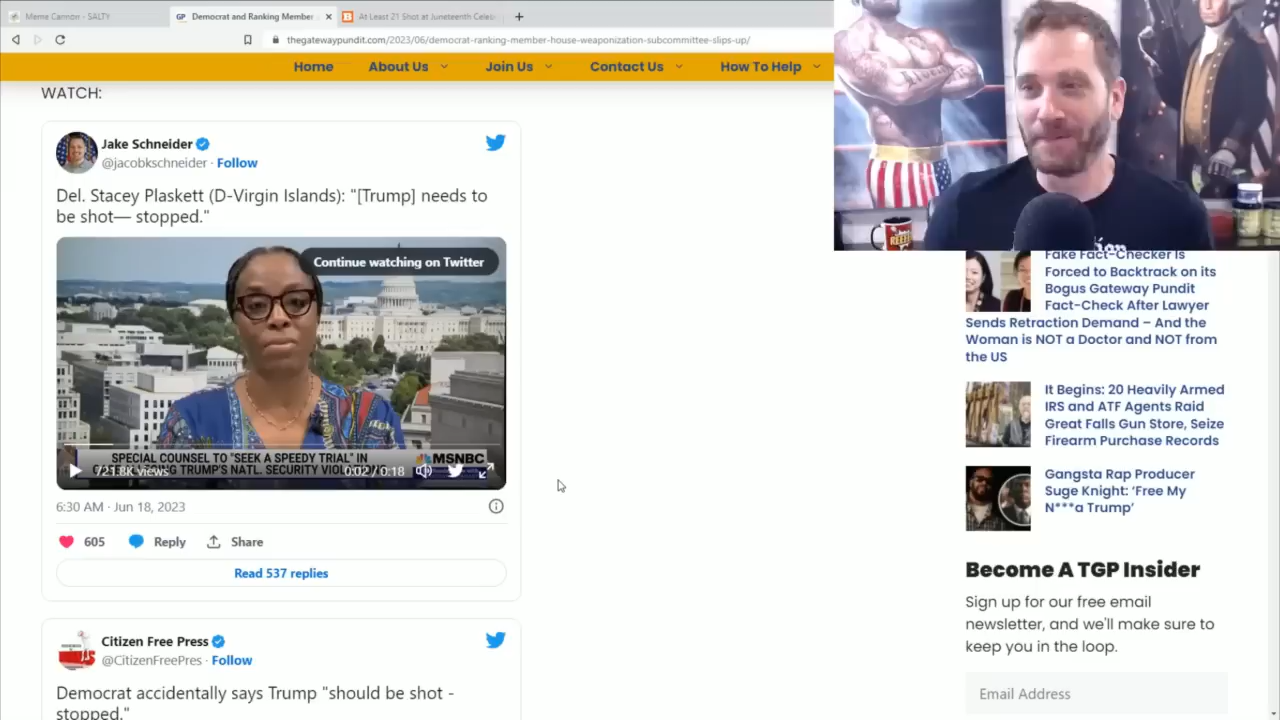 Meme Cannon - SALTY
GP Democrat and Ranking Member
At Least 21 Shot at Juneteenth Celeb
thegatewaypundit.com/2023/06/democrat-ranking-member-house-weaponization-subcommittee-slips-up/
Home About Us Join Us Contact Us How To Help
WATCH:
Jake Schneider
@jacobkschneider · Follow
Del. Stacey Plaskett (D-Virgin Islands): "[Trump] needs to
be shot— stopped."
Continue watching on Twitter
SPECIAL COUNSEL TO "SEEK A SPEEDY TRIAL" IN
TRUMP'S NATL. SECURITY
MSNBC
721.8K views
0:02 / 0:18
6:30 AM · Jun 18, 2023
605 Reply Share
Read 537 replies
Citizen Free Press
@CitizenFreePres · Follow
Democrat accidentally says Trump "should be shot -
stopped."
Fake Fact-Checker Is
Forced to Backtrack on its
Bogus Gateway Pundit
Fact-Check After Lawyer
Sends Retraction Demand – And the
Woman is NOT a Doctor and NOT from
the US
It Begins: 20 Heavily Armed
IRS and ATF Agents Raid
Great Falls Gun Store, Seize
Firearm Purchase Records
Gangsta Rap Producer
Suge Knight: ‘Free My
N***a Trump’
Become A TGP Insider
Sign up for our free email
newsletter, and we'll make sure to
keep you in the loop.
Email Address